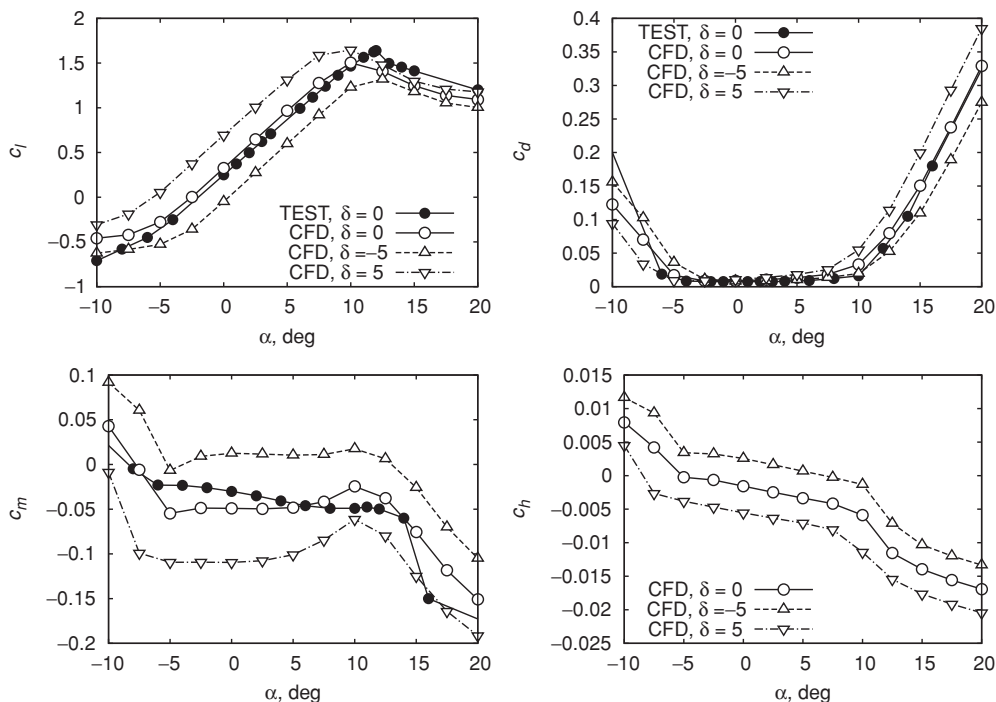 2
1.5
1
0.5
0
−0.5
−1
c_l
−10 −5 0 5 10 15 20
α, deg
TEST, δ = 0
CFD, δ = 0
CFD, δ =−5
CFD, δ = 5
0.4
0.35
0.3
0.25
0.2
0.15
0.1
0.05
0
c_d
−10 −5 0 5 10 15 20
α, deg
TEST, δ = 0
CFD, δ = 0
CFD, δ =−5
CFD, δ = 5
0.1
0.05
0
−0.05
−0.1
−0.15
−0.2
c_m
−10 −5 0 5 10 15 20
α, deg
0.015
0.01
0.005
0
−0.005
−0.01
−0.015
−0.02
−0.025
c_h
−10 −5 0 5 10 15 20
α, deg
CFD, δ = 0
CFD, δ =−5
CFD, δ = 5